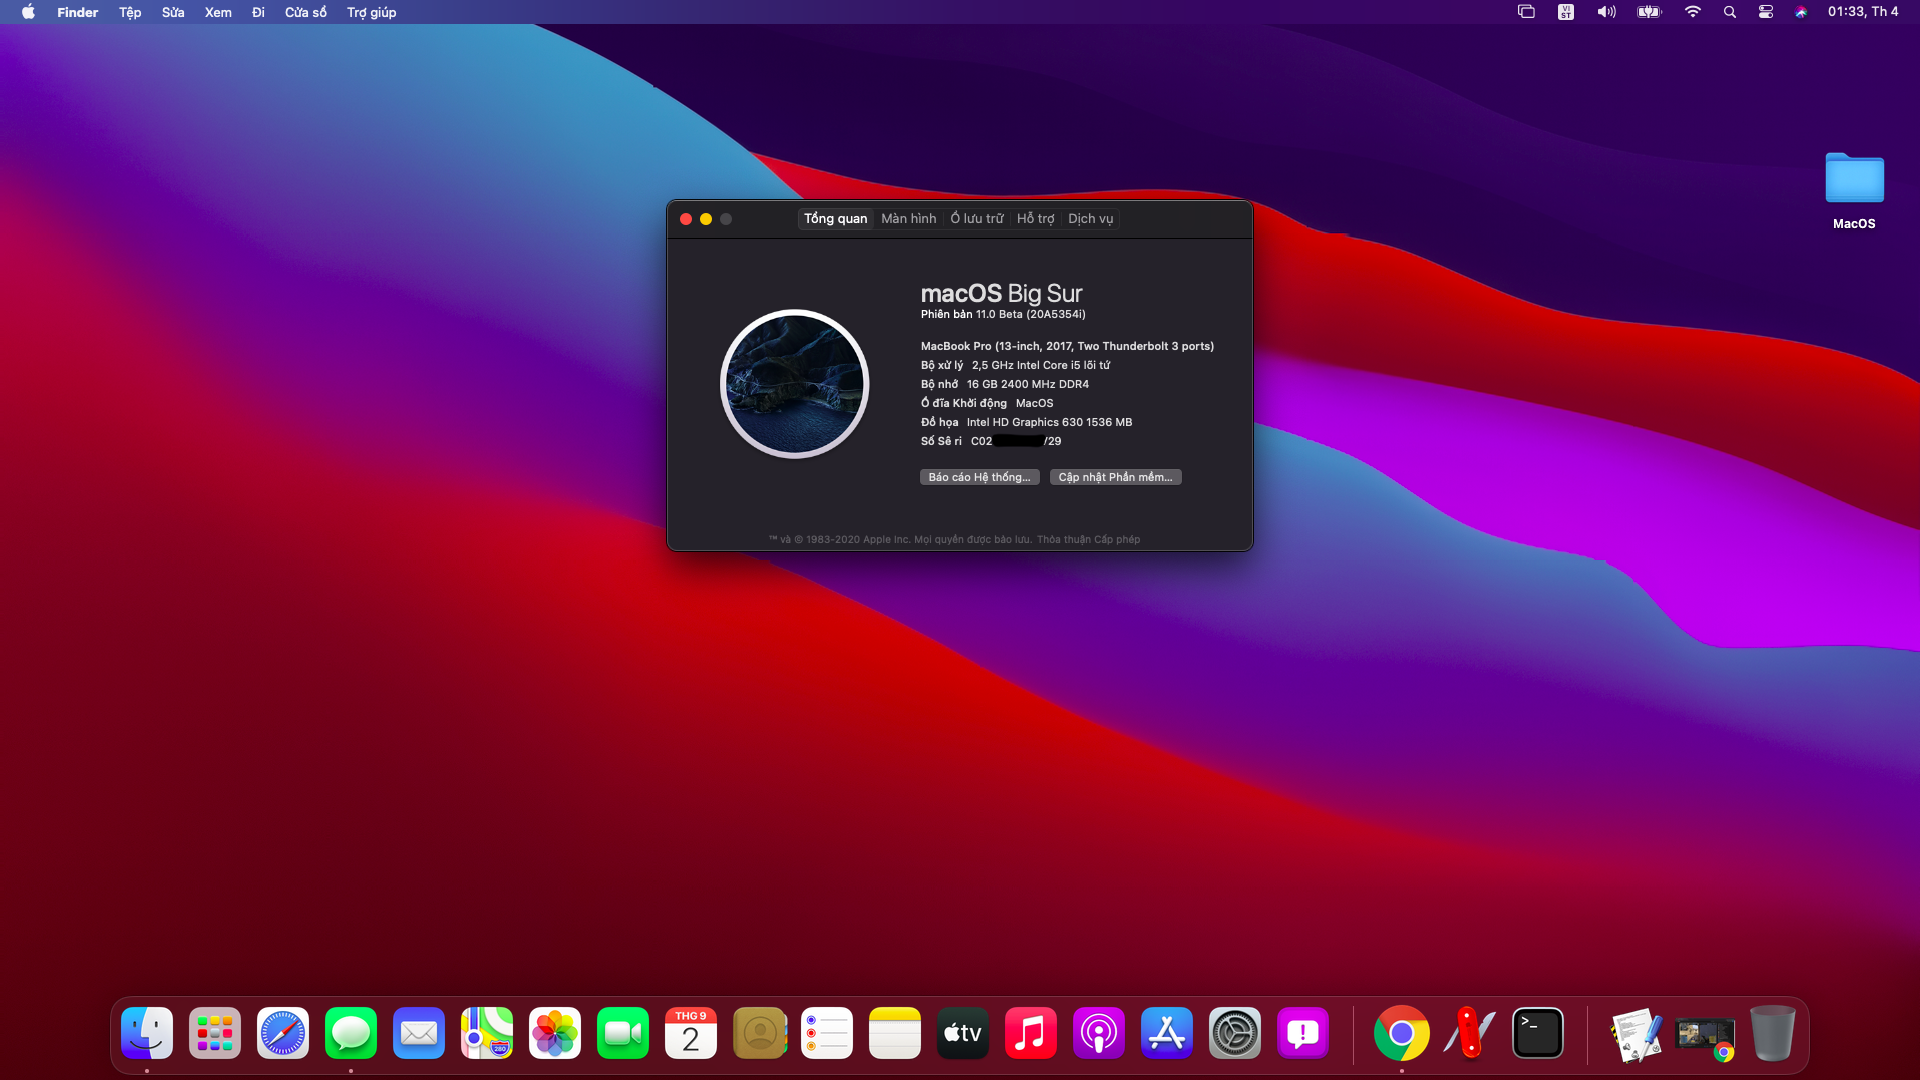 Finder Tệp Sửa Xem Đi Cửa sổ Trợ giúp VI ST 01:33, Th 4
MacOS
Tổng quan Màn hình Ổ lưu trữ Hỗ trợ Dịch vụ
macOS Big Sur
Phiên bản 11.0 Beta (20A5354i)
MacBook Pro (13-inch, 2017, Two Thunderbolt 3 ports)
Bộ xử lý 2,5 GHz Intel Core i5 lõi tứ
Bộ nhớ 16 GB 2400 MHz DDR4
Ổ đĩa Khởi động MacOS
Đồ họa Intel HD Graphics 630 1536 MB
Số Sê ri C02 /29
Báo cáo Hệ thống... Cập nhật Phần mềm...
™ và © 1983-2020 Apple Inc. Mọi quyền được bảo lưu. Thỏa thuận Cấp phép
280 THG 9 tv >_
2